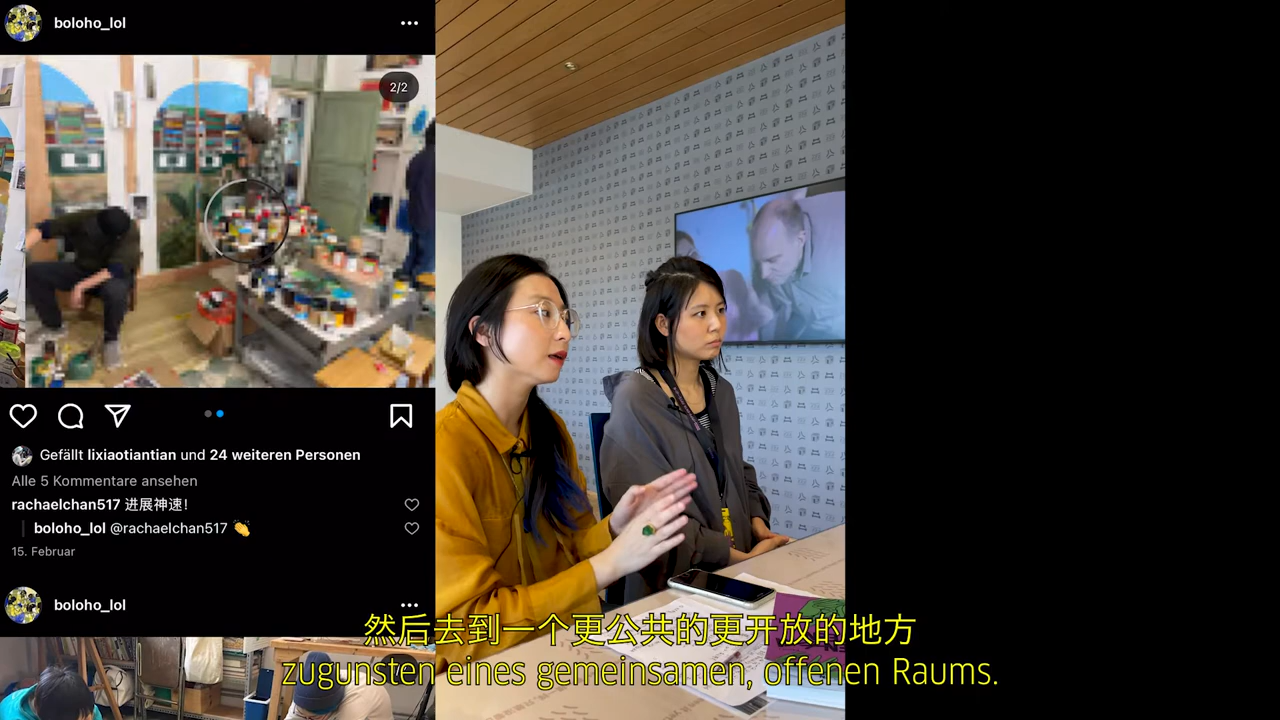 boloho_lol
2/2
Gefällt lixiaotiantian und 24 weiteren Personen
Alle 5 Kommentare ansehen
rachaelchan517 进展神速!
boloho_lol @rachaelchan517 👏
15. Februar
boloho_lol
然后去到一个更公共的更开放的地方
zugunsten eines gemeinsamen, offenen Raums.